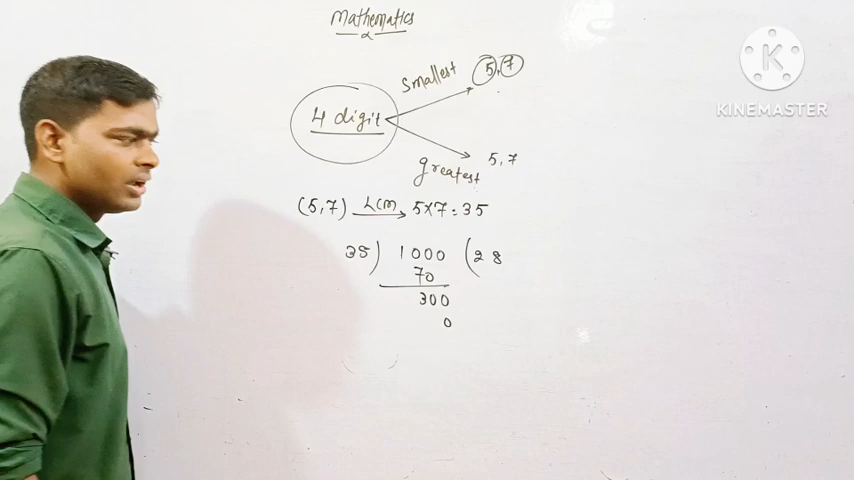 Mathematics
4 digit
smallest 5, 7
greatest 5, 7
(5,7) LCM 5×7=35
35) 1000 (28
70
300
0
KINEMASTER